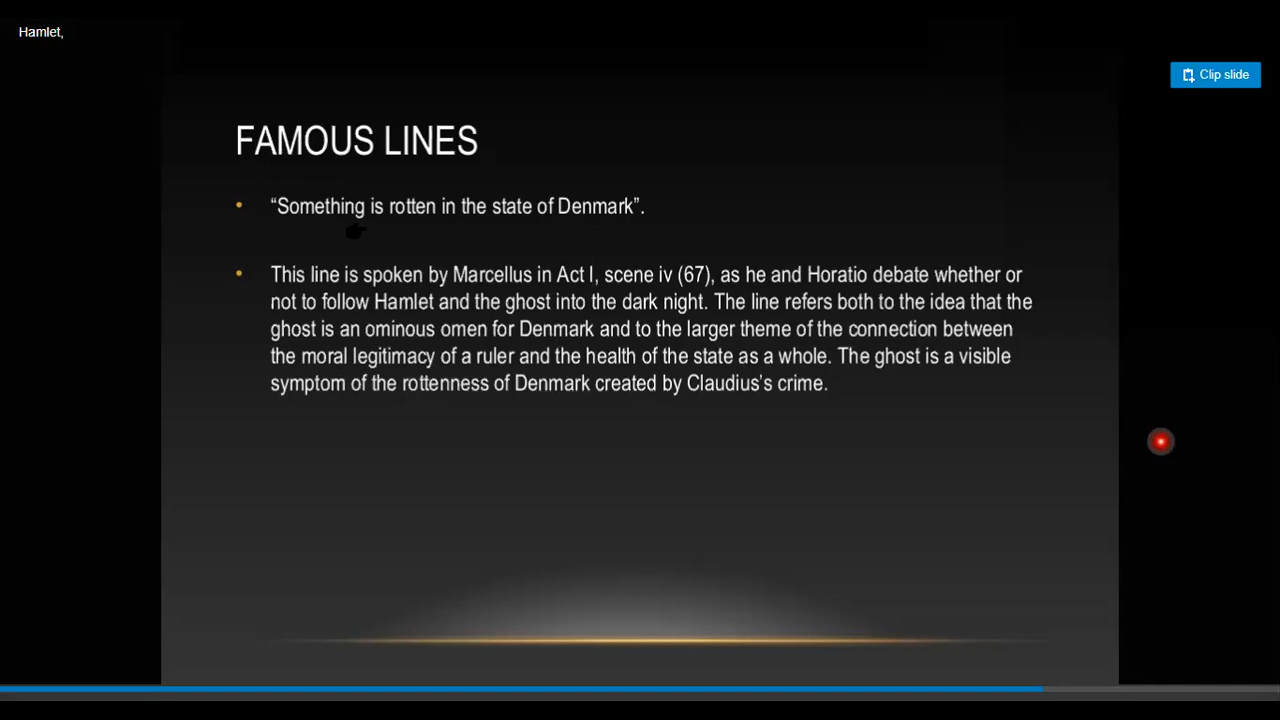 Hamlet,
Clip slide
FAMOUS LINES
• “Something is rotten in the state of Denmark”.
• This line is spoken by Marcellus in Act I, scene iv (67), as he and Horatio debate whether or
not to follow Hamlet and the ghost into the dark night. The line refers both to the idea that the
ghost is an ominous omen for Denmark and to the larger theme of the connection between
the moral legitimacy of a ruler and the health of the state as a whole. The ghost is a visible
symptom of the rottenness of Denmark created by Claudius’s crime.